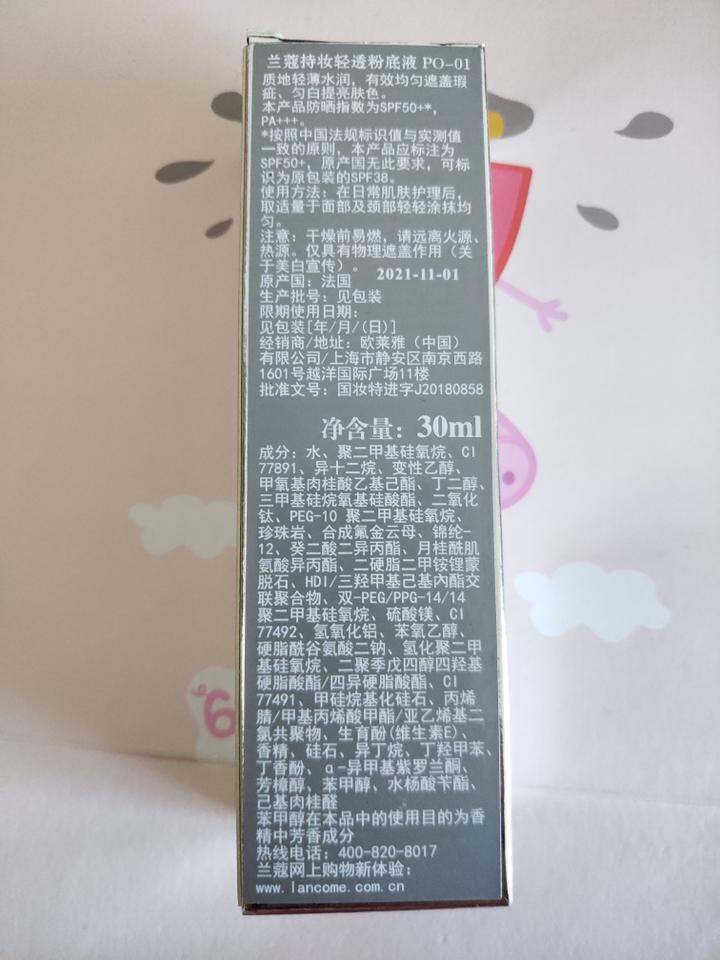 兰蔻持妆轻透粉底液 PO-01
质地轻薄水润，有效均匀遮盖瑕
疵、匀白提亮肤色。
本产品防晒指数为SPF50+*，
PA+++。
*按照中国法规标识值与实测值
一致的原则，本产品应标注为
SPF50+，原产国无此要求，可标
识为原包装的SPF38。
使用方法：在日常肌肤护理后，
取适量于面部及颈部轻轻涂抹均
匀。
注意：干燥前易燃，请远离火源、
热源。仅具有物理遮盖作用（关
于美白宣传）。
2021-11-01
原产国：法国
生产批号：见包装
限期使用日期：
见包装[年/月/(日)]
经销商/地址：欧莱雅（中国）
有限公司/上海市静安区南京西路
1601号越洋国际广场11楼
批准文号：国妆特进字J20180858
净含量：30ml
成分：水、聚二甲基硅氧烷、CI
77891、异十二烷、变性乙醇、
甲氧基肉桂酸乙基己酯、丁二醇、
三甲基硅烷氧基硅酸酯、二氧化
钛、PEG-10 聚二甲基硅氧烷、
珍珠岩、合成氟金云母、锦纶-
12、癸二酸二异丙酯、月桂酰肌
氨酸异丙酯、二硬脂二甲铵锂蒙
脱石、HDI/三羟甲基己基内酯交
联聚合物、双-PEG/PPG-14/14
聚二甲基硅氧烷、硫酸镁、CI
77492、氢氧化铝、苯氧乙醇、
硬脂酰谷氨酸二钠、氢化聚二甲
基硅氧烷、二聚季戊四醇四羟基
硬脂酸酯/四异硬脂酸酯、CI
77491、甲硅烷基化硅石、丙烯
腈/甲基丙烯酸甲酯/亚乙烯基二
氯共聚物、生育酚(维生素E)、
香精、硅石、异丁烷、丁羟甲苯、
丁香酚、α-异甲基紫罗兰酮、
芳樟醇、苯甲醇、水杨酸苄酯、
己基肉桂醛
苯甲醇在本品中的使用目的为香
精中芳香成分
热线电话：400-820-8017
兰蔻网上购物新体验：
www.lancome.com.cn
6